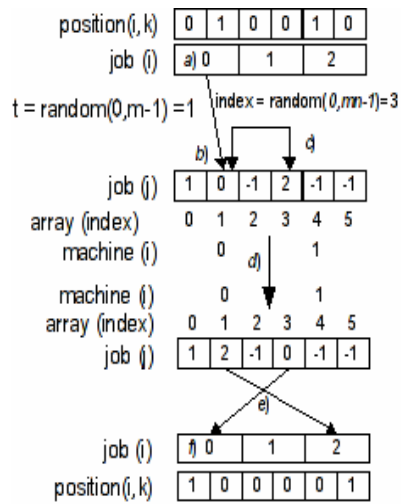 position(i,k) 0 1 0 0 1 0
job (i) a) 0 1 2
t = random(0,m-1) =1 index = random(0,mn-1)=3
b) c)
job (j) 1 0 -1 2 -1 -1
array (index) 0 1 2 3 4 5
machine (i) 0 1
d)
machine (i) 0 1
array (index) 0 1 2 3 4 5
job (j) 1 2 -1 0 -1 -1
e)
job (i) f) 0 1 2
position(i,k) 1 0 0 0 0 1